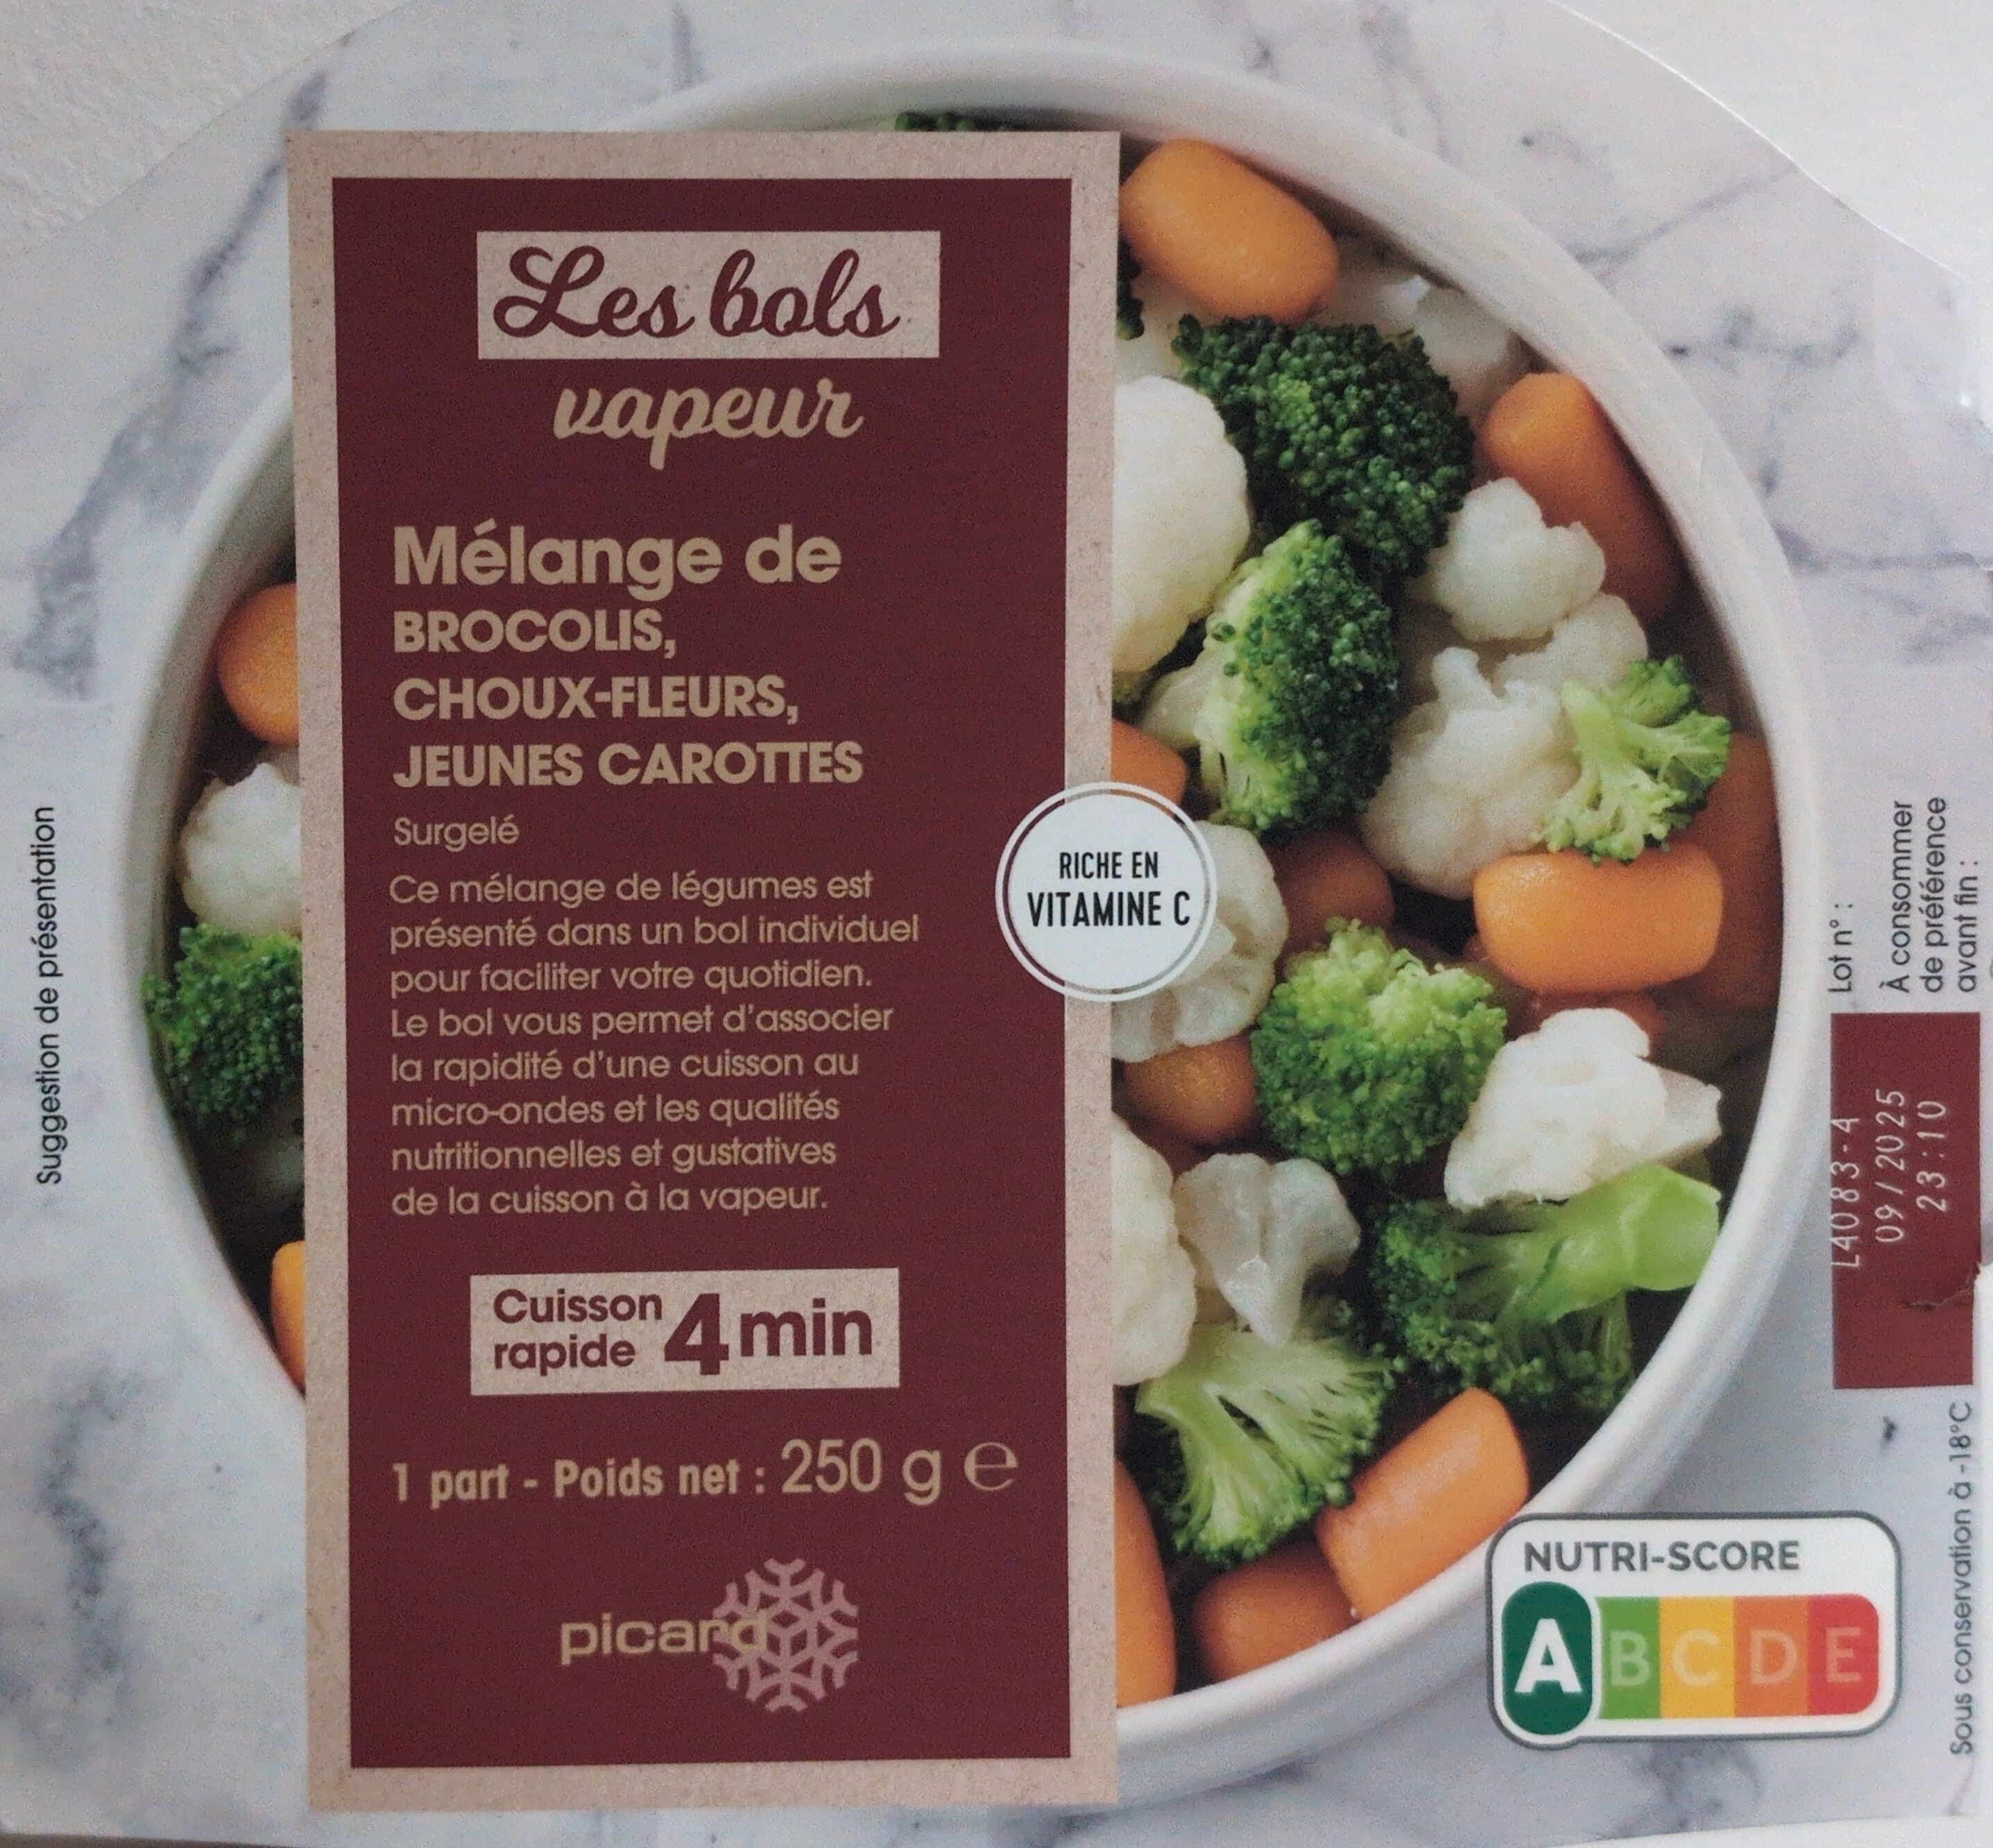 Les bols
vapeur
Mélange de
BROCOLIS,
CHOUX-FLEURS,
JEUNES CAROTTES
Surgelé
Ce mélange de légumes est
présenté dans un bol individuel
pour faciliter votre quotidien.
Le bol vous permet d'associer
la rapidité d'une cuisson au
micro-ondes et les qualités
nutritionnelles et gustatives
de la cuisson à la vapeur.
Cuisson
rapide 4 min
1 part - Poids net : 250 g e
picard
RICHE EN
VITAMINE C
Suggestion de présentation
Lot n° :
À consommer
de préférence
avant fin :
L4083-4
09/2025
23:10
Sous conservation à -18°C
NUTRI-SCORE
A B C D E